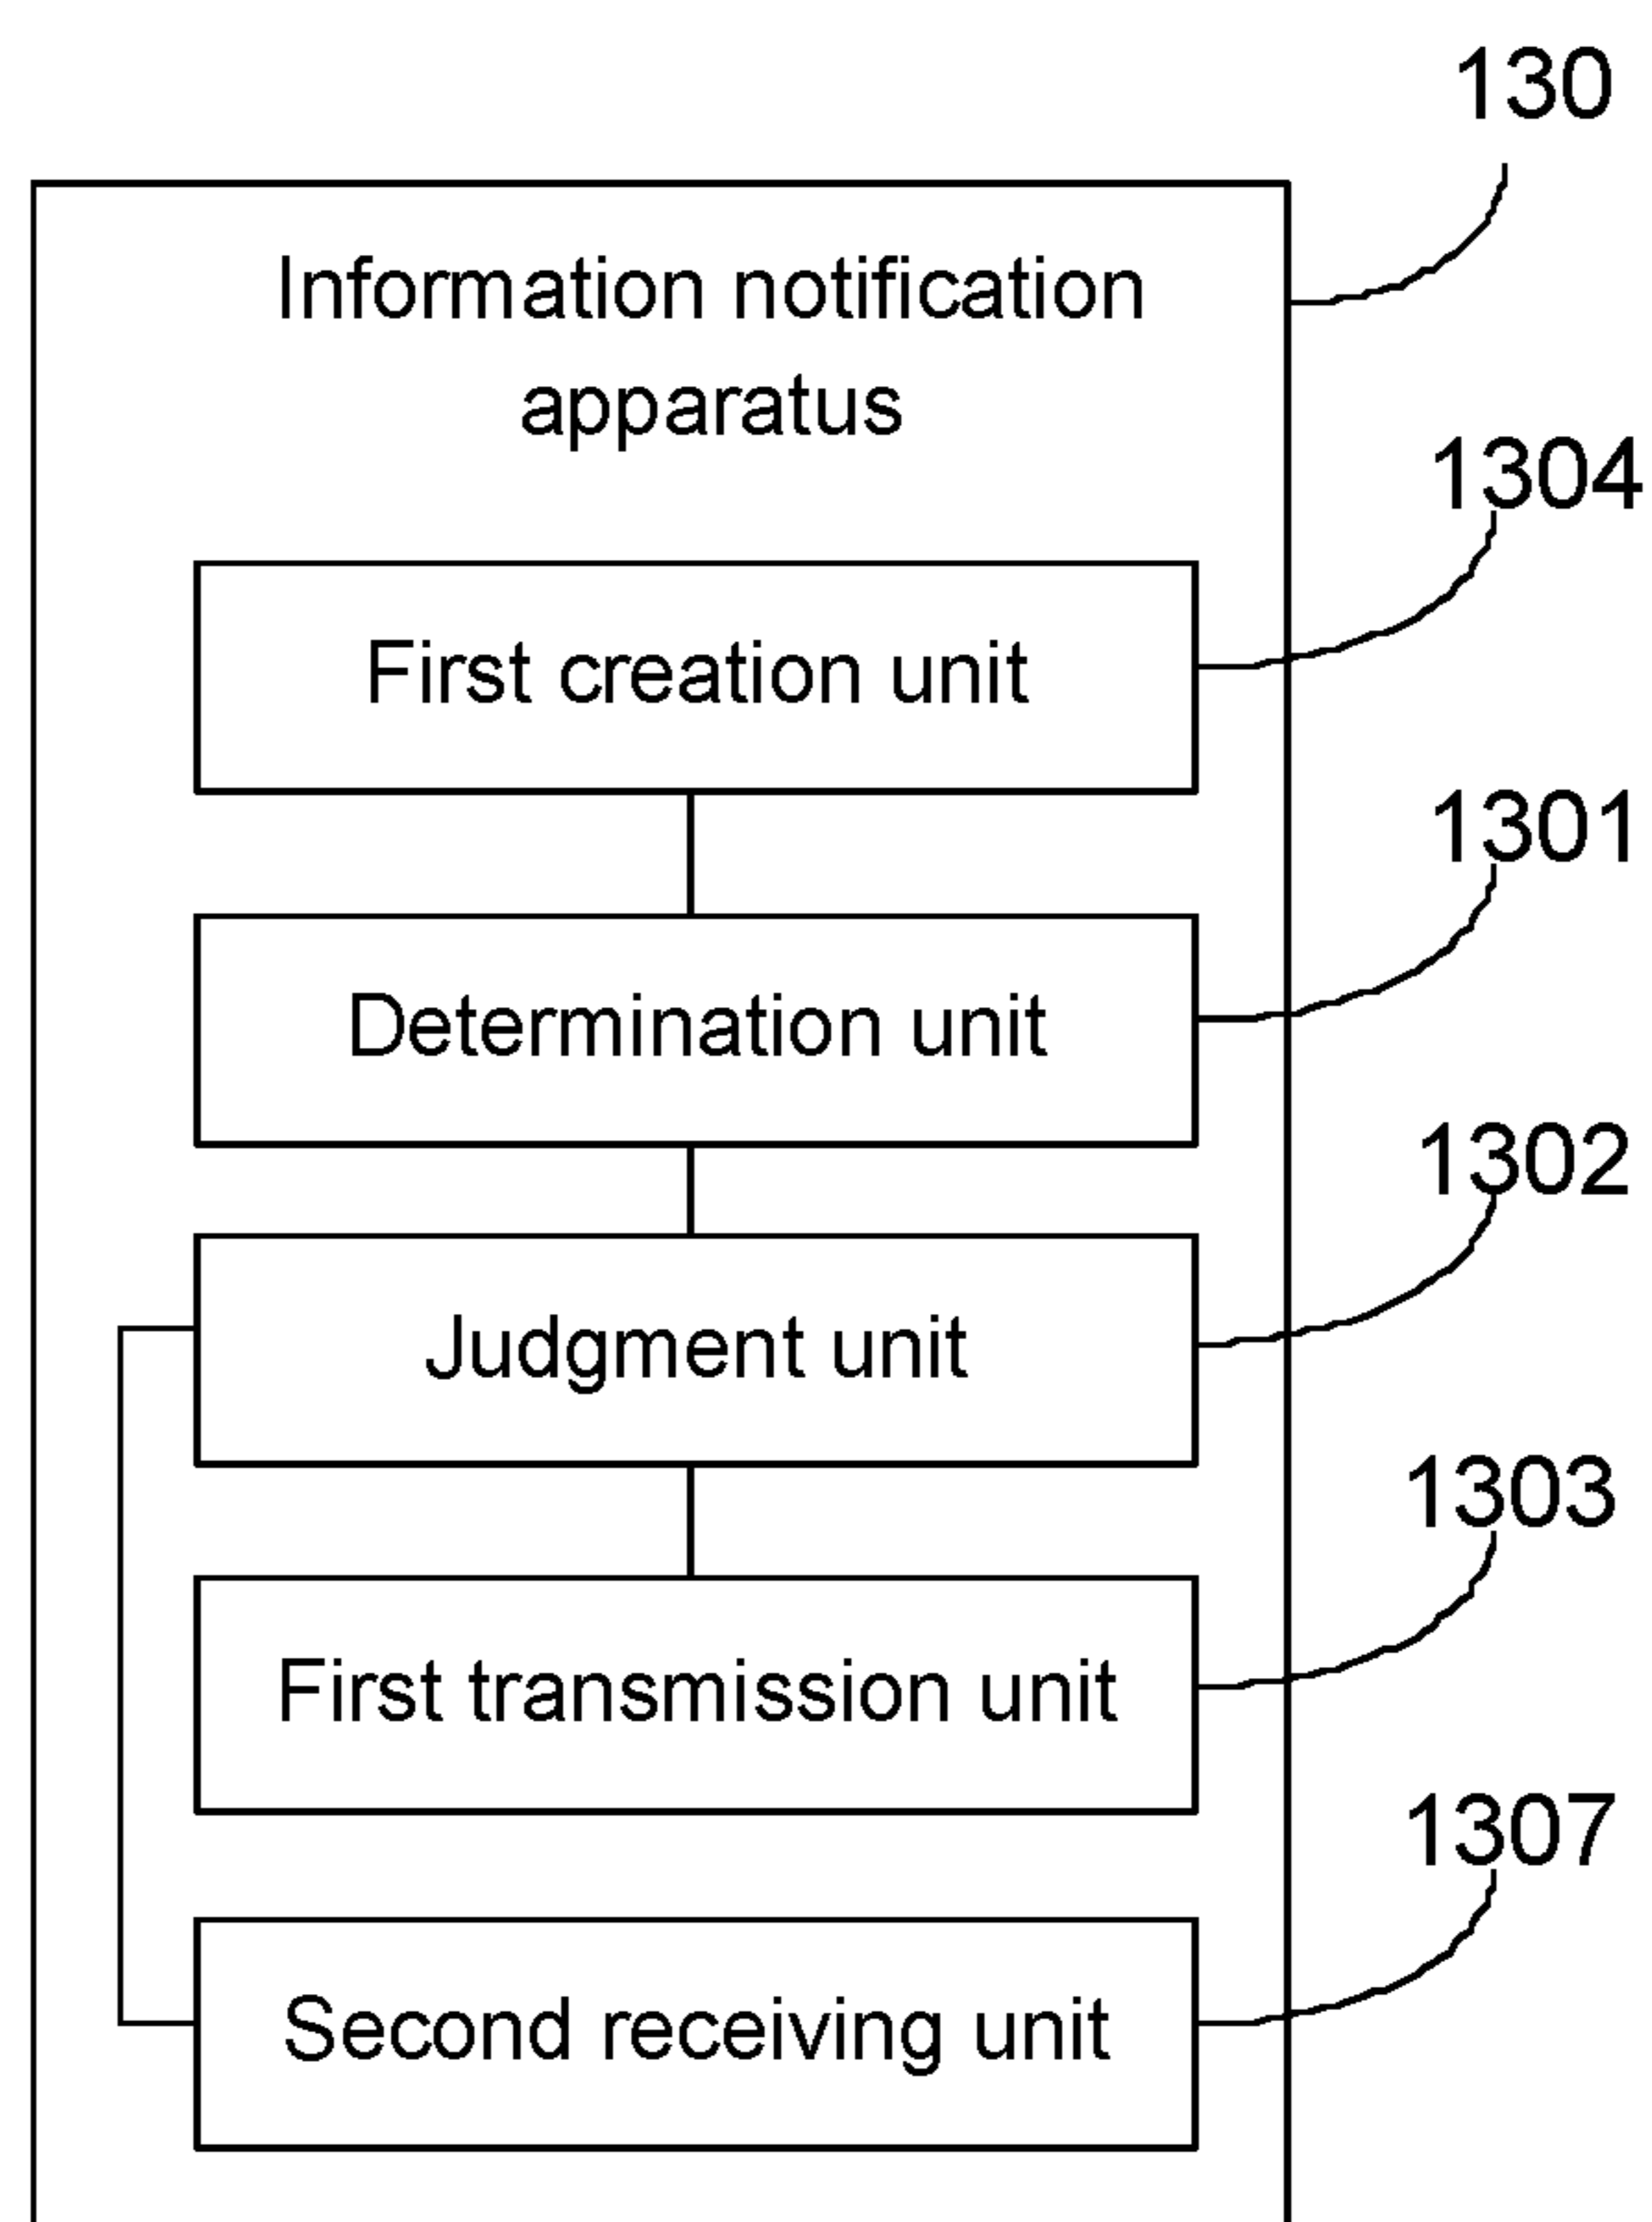 130
Information notification
apparatus
1304
First creation unit
1301
Determination unit
1302
Judgment unit
1303
First transmission unit
1307
Second receiving unit